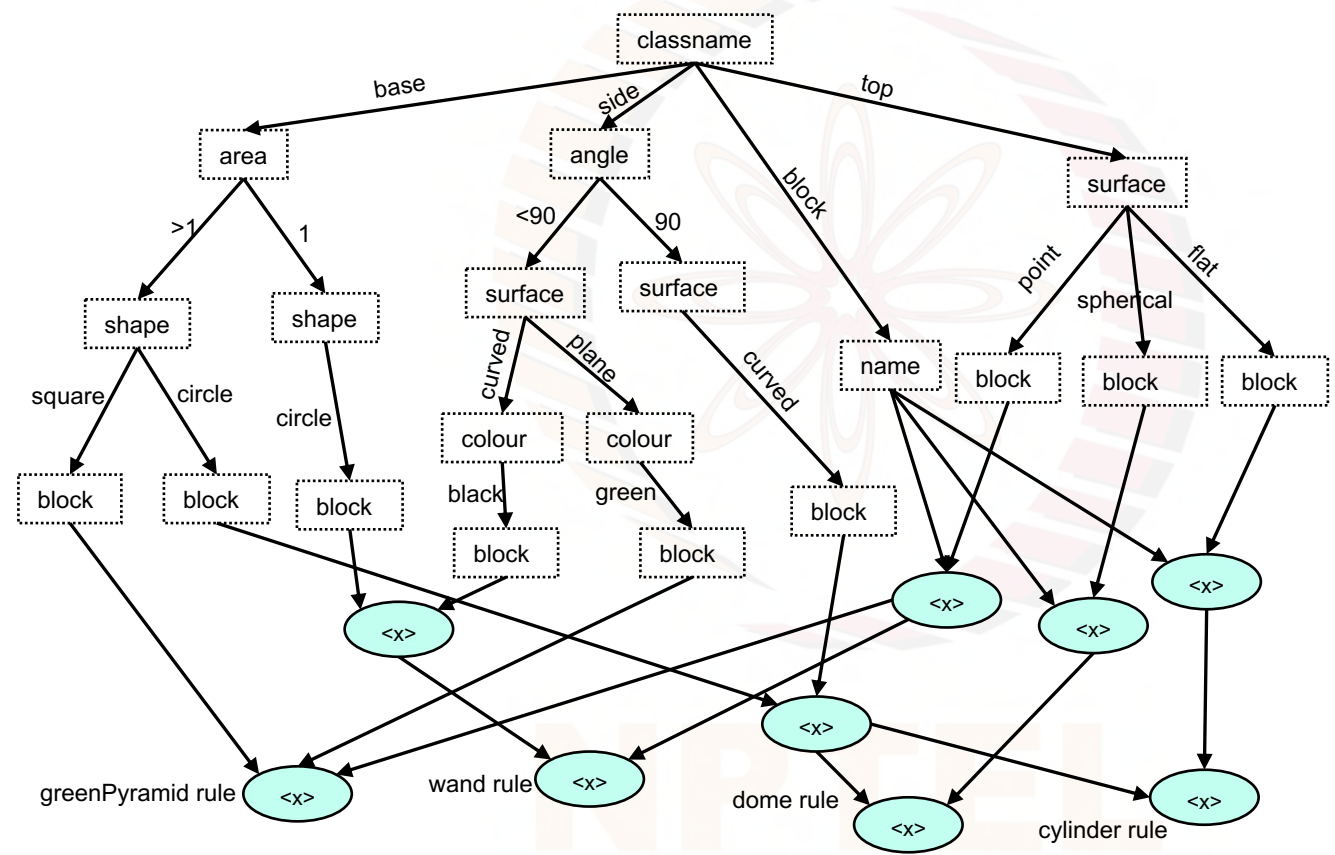 classname
base
side
top
block
area
angle
surface
>1
1
<90
90
point
spherical
flat
shape
shape
surface
surface
name
block
block
block
square
circle
circle
curved
plane
curved
colour
colour
black
green
block
block
block
block
block
block
<x>
<x>
<x>
<x>
<x>
greenPyramid rule
<x>
wand rule
<x>
dome rule
<x>
cylinder rule
<x>
NPTEL